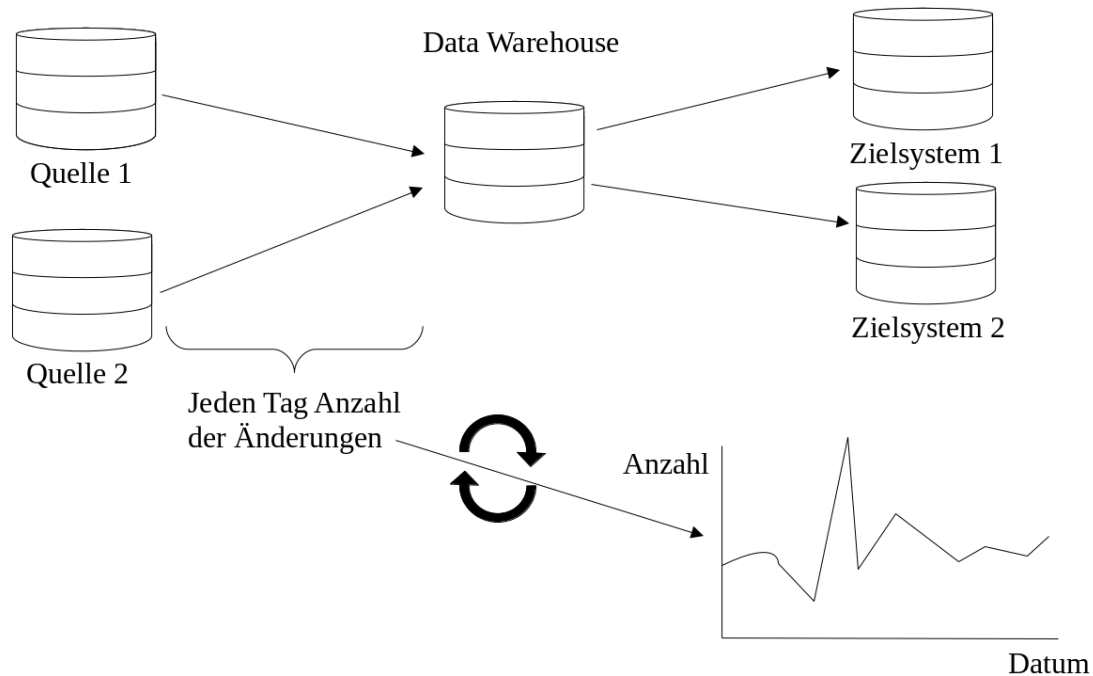 Data Warehouse
Quelle 1
Zielsystem 1
Quelle 2
Zielsystem 2
Jeden Tag Anzahl
der Änderungen
Anzahl
Datum